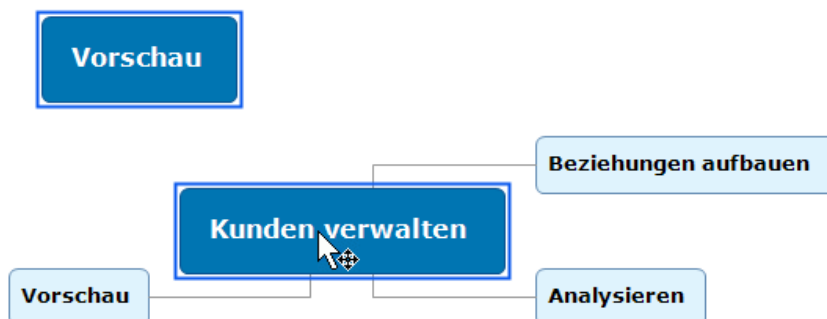 Vorschau
Beziehungen aufbauen
Kunden verwalten
Vorschau
Analysieren